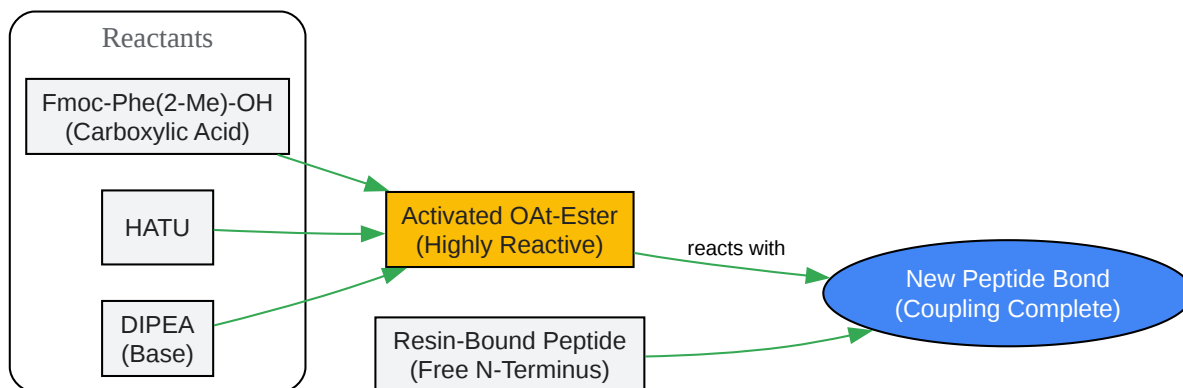 Reactants
Fmoc-Phe(2-Me)-OH
(Carboxylic Acid)
HATU
DIPEA
(Base)
Activated OAt-Ester
(Highly Reactive)
reacts with
Resin-Bound Peptide
(Free N-Terminus)
New Peptide Bond
(Coupling Complete)